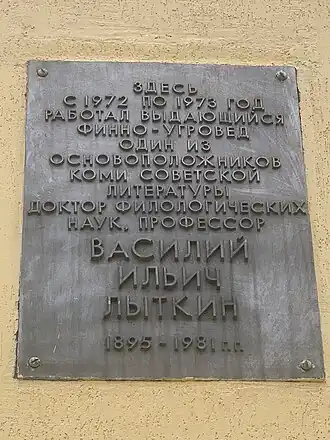 ЗДЕСЬ
С 1972 ПО 1973 ГОД
РАБОТАЛ ВЫДАЮЩИЙСЯ
ФИННО-УГРОВЕД
ОДИН ИЗ
ОСНОВОПОЛОЖНИКОВ
КОМИ СОВЕТСКОЙ
ЛИТЕРАТУРЫ
ДОКТОР ФИЛОЛОГИЧЕСКИХ
НАУК, ПРОФЕССОР
ВАСИЛИЙ
ИЛЬИЧ
ЛЫТКИН
1895-1981 г.г.